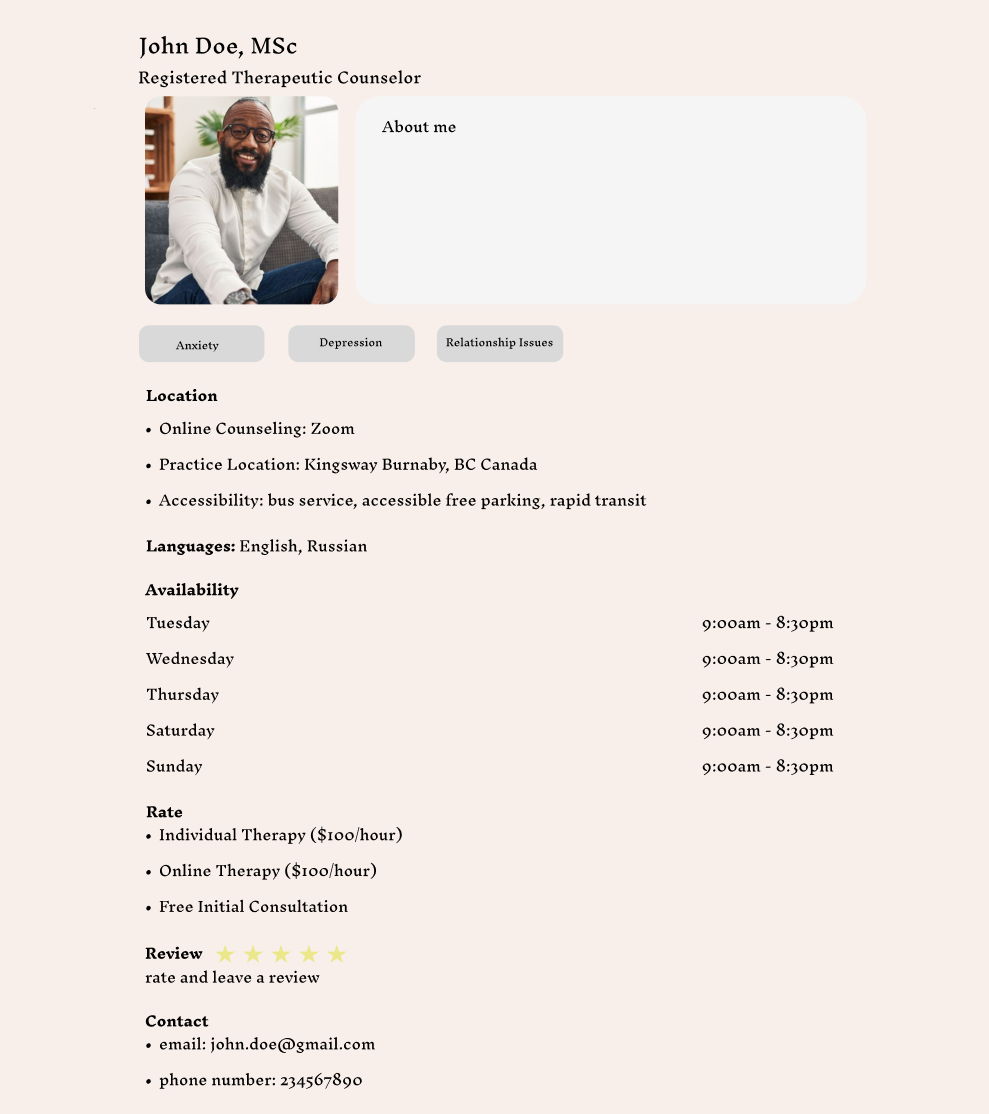 John Doe, MSc
Registered Therapeutic Counselor
About me
Anxiety
Depression
Relationship Issues
Location
• Online Counseling: Zoom
• Practice Location: Kingsway Burnaby, BC Canada
• Accessibility: bus service, accessible free parking, rapid transit
Languages: English, Russian
Availability
Tuesday 9:00am - 8:30pm
Wednesday 9:00am - 8:30pm
Thursday 9:00am - 8:30pm
Saturday 9:00am - 8:30pm
Sunday 9:00am - 8:30pm
Rate
• Individual Therapy ($100/hour)
• Online Therapy ($100/hour)
• Free Initial Consultation
Review ★ ★ ★ ★ ★
rate and leave a review
Contact
• email: john.doe@gmail.com
• phone number: 234567890